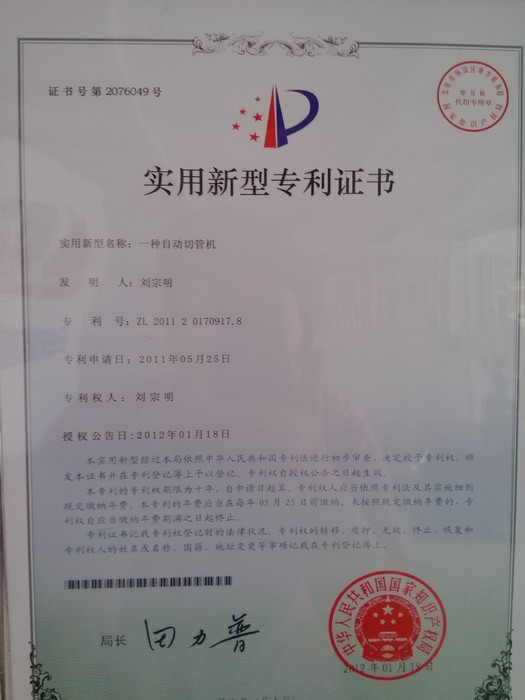 证书号第2076049号
印花税
代扣专用章
国家知识产权局
实用新型专利证书
实用新型名称：一种自动切管机
发 明 人：刘宗明
专 利 号：ZL 2011 2 0170917.8
专利申请日：2011年05月25日
专利权人：刘宗明
授权公告日：2012年01月18日
本实用新型经过本局依照中华人民共和国专利法进行初步审查，决定授予专利权，颁
发本证书并在专利登记簿上予以登记。专利权自授权公告之日起生效。
本专利的专利权期限为十年，自申请日起算。专利权人应当依照专利法及其实施细则
规定缴纳年费。本专利的年费应当在每年05月25日前缴纳。未按照规定缴纳年费的，专利
权自应当缴纳年费期满之日起终止。
专利证书记载专利权登记时的法律状况。专利权的转移、质押、无效、终止、恢复和
专利权人的姓名或名称、国籍、地址变更等事项记载在专利登记簿上。
局长 田力普
中华人民共和国国家知识产权局
2012年01月18日